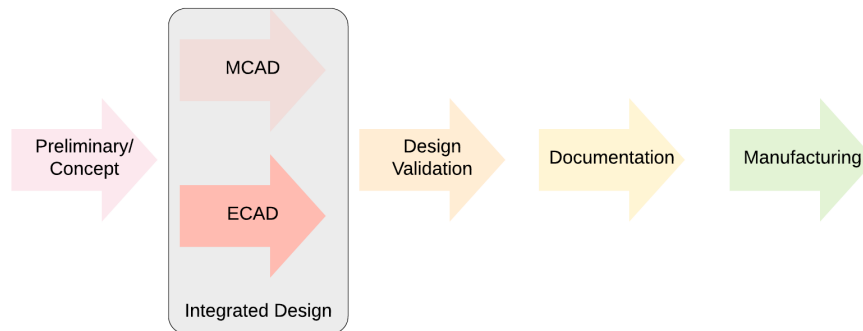 Preliminary/
Concept
MCAD
ECAD
Integrated Design
Design
Validation
Documentation
Manufacturing